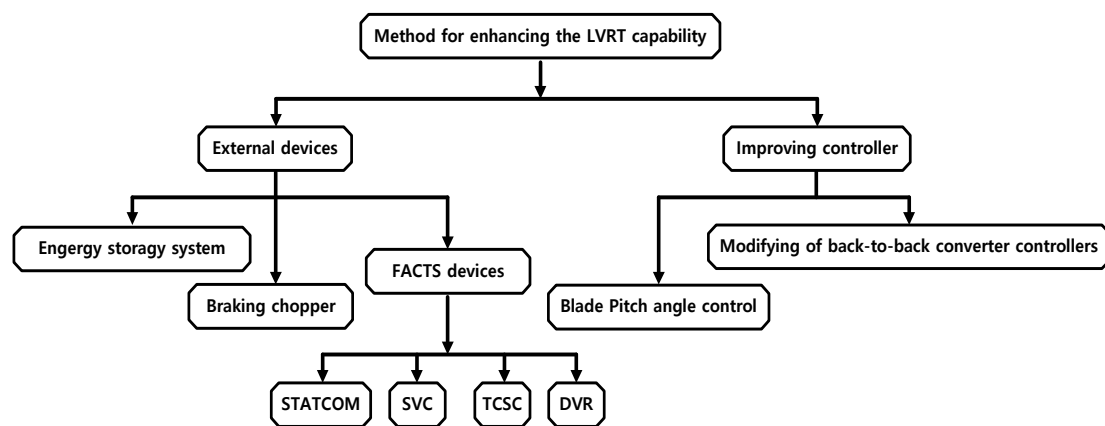 Method for enhancing the LVRT capability
External devices
Improving controller
Engergy storagy system
Modifying of back-to-back converter controllers
FACTS devices
Braking chopper
Blade Pitch angle control
STATCOM
SVC
TCSC
DVR